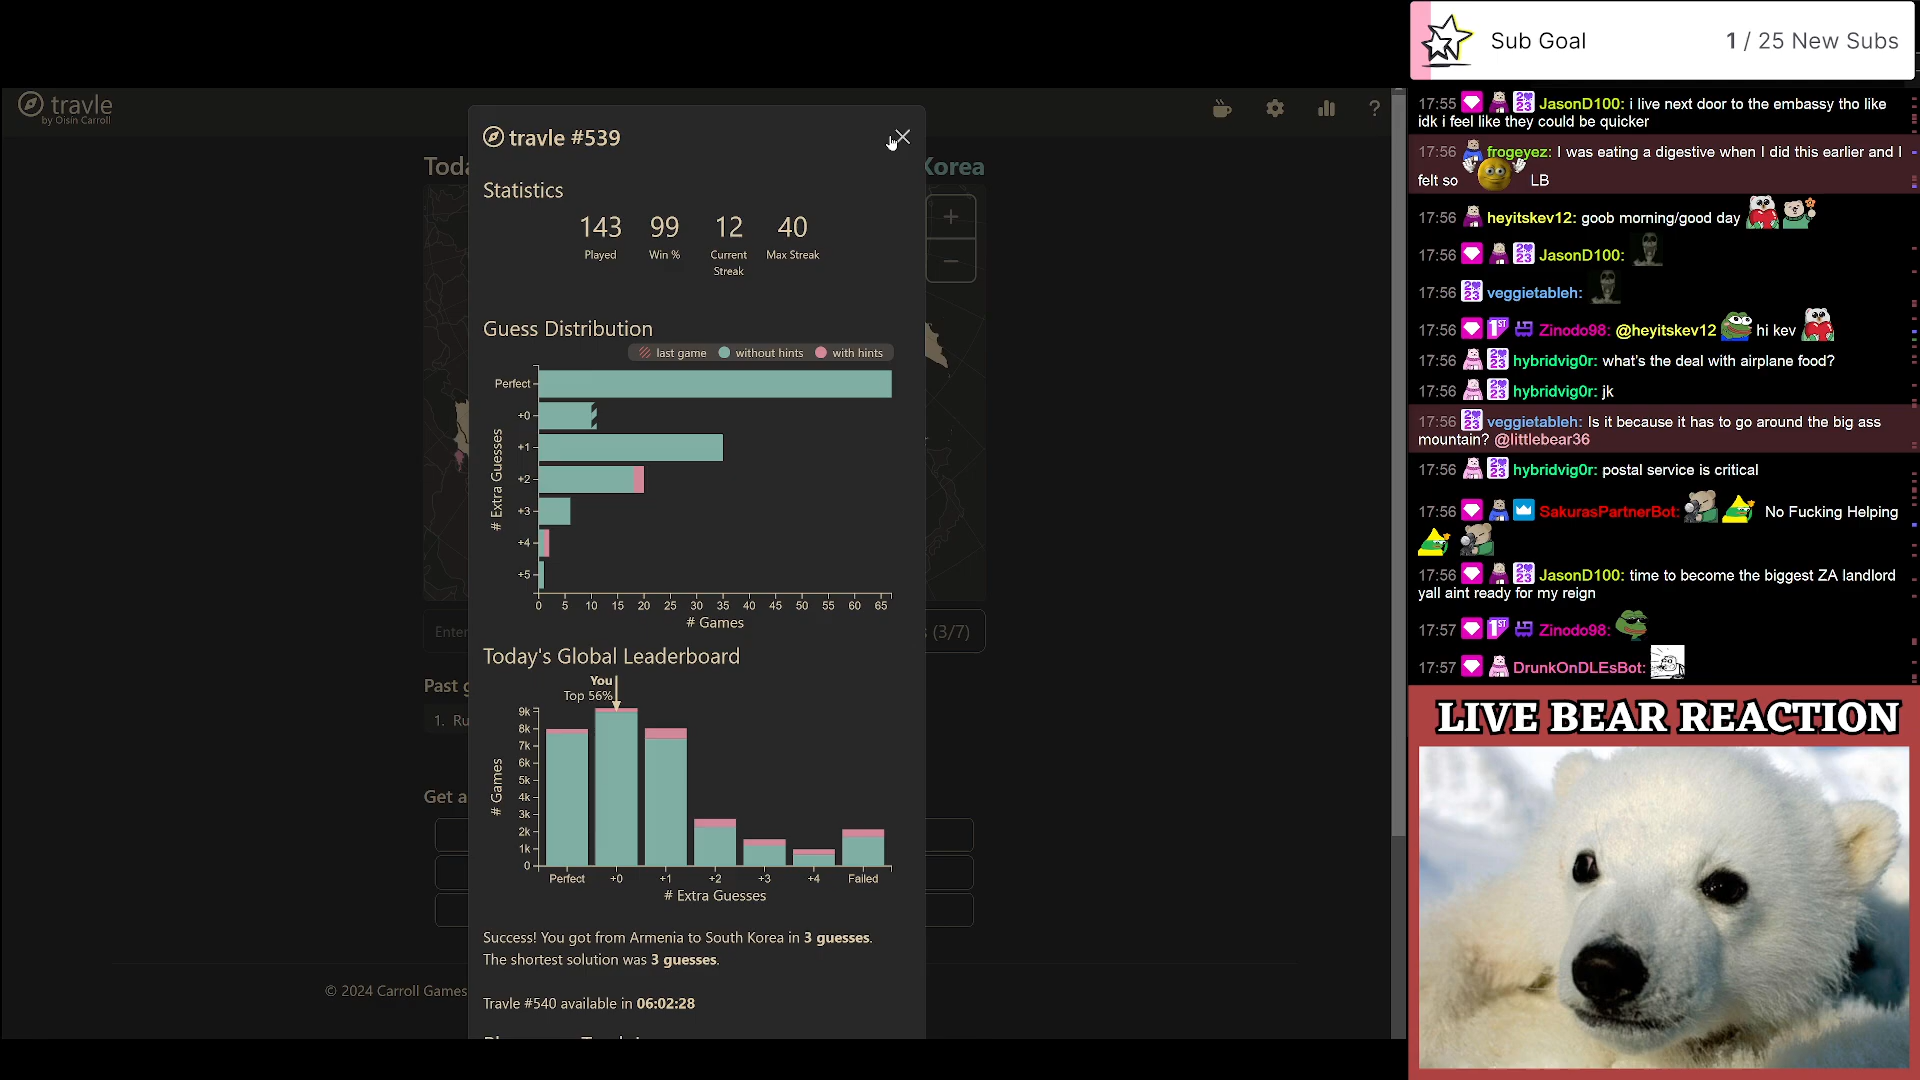 travle
by Oisín Carroll
Toda
Korea
travle #539
Statistics
143
99
12
40
Played
Win %
Current Streak
Max Streak
+
−
Guess Distribution
last game
without hints
with hints
# Extra Guesses
Perfect
+0
+1
+2
+3
+4
+5
0 5 10 15 20 25 30 35 40 45 50 55 60 65
# Games
Enter
s (3/7)
Today's Global Leaderboard
Past g
1. Ru
Get a
You
Top 56%
# Games
9k
8k
7k
6k
5k
4k
3k
2k
1k
0
Perfect +0 +1 +2 +3 +4 Failed
# Extra Guesses
Success! You got from Armenia to South Korea in 3 guesses.
The shortest solution was 3 guesses.
© 2024 Carroll Games
Travle #540 available in 06:02:28
?
Sub Goal
1 / 25 New Subs
17:55 JasonD100: i live next door to the embassy tho like
idk i feel like they could be quicker
17:56 frogeyez: I was eating a digestive when I did this earlier and I
felt so LB
17:56 heyitskev12: goob morning/good day
17:56 JasonD100:
17:56 veggietableh:
17:56 1ST Zinodo98: @heyitskev12 hi kev
17:56 hybridvig0r: what's the deal with airplane food?
17:56 hybridvig0r: jk
17:56 veggietableh: Is it because it has to go around the big ass
mountain? @littlebear36
17:56 hybridvig0r: postal service is critical
17:56 SakurasPartnerBot: No Fucking Helping
17:56 JasonD100: time to become the biggest ZA landlord
yall aint ready for my reign
17:57 1ST Zinodo98:
17:57 DrunkOnDLEsBot:
LIVE BEAR REACTION